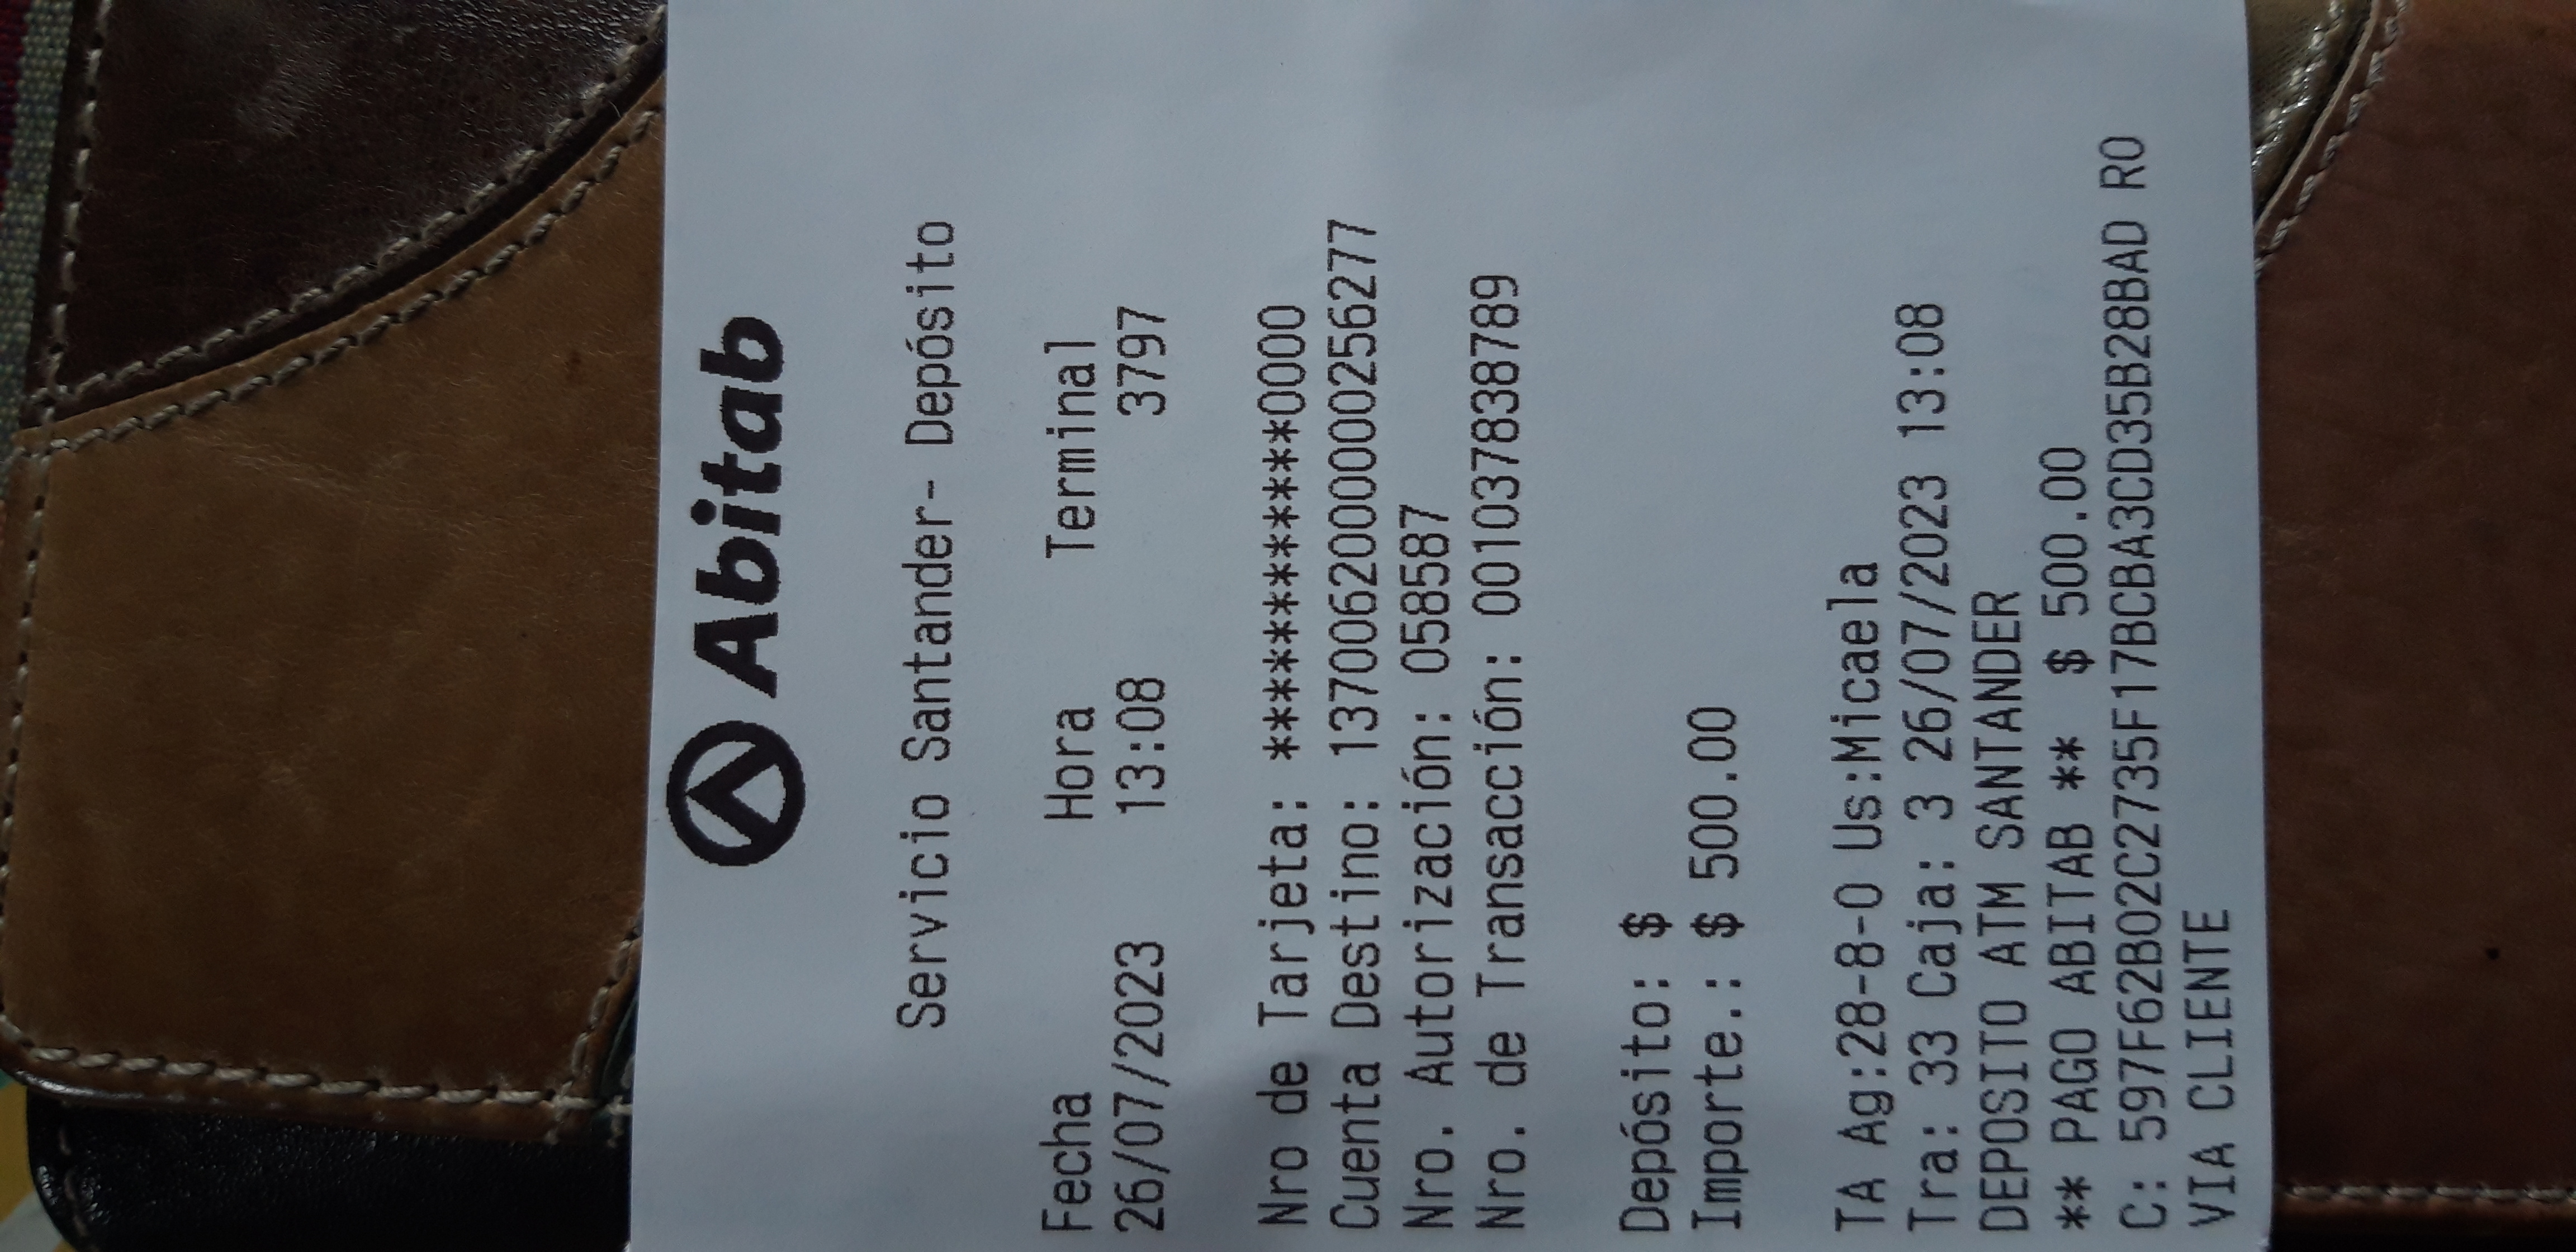 Abitab
Servicio Santander- Depósito
Fecha Hora Terminal
26/07/2023 13:08 3797
Nro de Tarjeta: ************0000
Cuenta Destino: 1370062000000256277
Nro. Autorización: 058587
Nro. de Transacción: 001037838789
Depósito: $
Importe.: $ 500.00
TA Ag:28-8-0 Us:Micaela
Tra: 33 Caja: 3 26/07/2023 13:08
DEPOSITO ATM SANTANDER
** PAGO ABITAB ** $ 500.00
C: 597F62B02C2735F17BCBA3CD35B28BAD RO
VIA CLIENTE